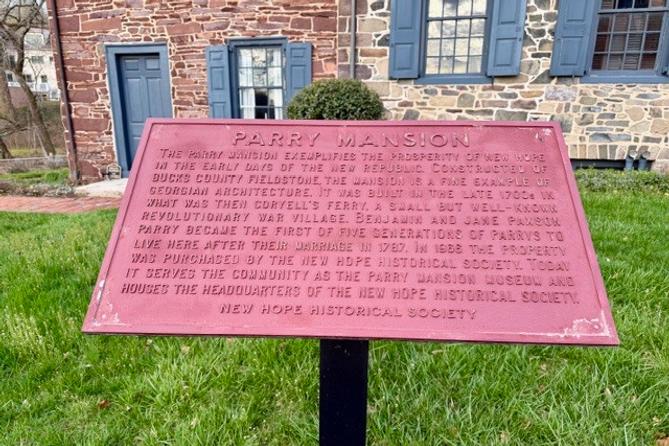 PARRY MANSION
THE PARRY MANSION EXEMPLIFIES THE PROSPERITY OF NEW HOPE
IN THE EARLY DAYS OF THE NEW REPUBLIC. CONSTRUCTED OF
BUCKS COUNTY FIELDSTONE, THE MANSION IS A FINE EXAMPLE OF
GEORGIAN ARCHITECTURE. IT WAS BUILT IN THE LATE 1700s IN
WHAT WAS THEN CORYELL'S FERRY, A SMALL BUT WELL-KNOWN
REVOLUTIONARY WAR VILLAGE. BENJAMIN AND JANE PAXSON
PARRY BECAME THE FIRST OF FIVE GENERATIONS OF PARRYS TO
LIVE HERE AFTER THEIR MARRIAGE IN 1787. IN 1966 THE PROPERTY
WAS PURCHASED BY THE NEW HOPE HISTORICAL SOCIETY. TODAY
IT SERVES THE COMMUNITY AS THE PARRY MANSION MUSEUM AND
HOUSES THE HEADQUARTERS OF THE NEW HOPE HISTORICAL SOCIETY.
NEW HOPE HISTORICAL SOCIETY